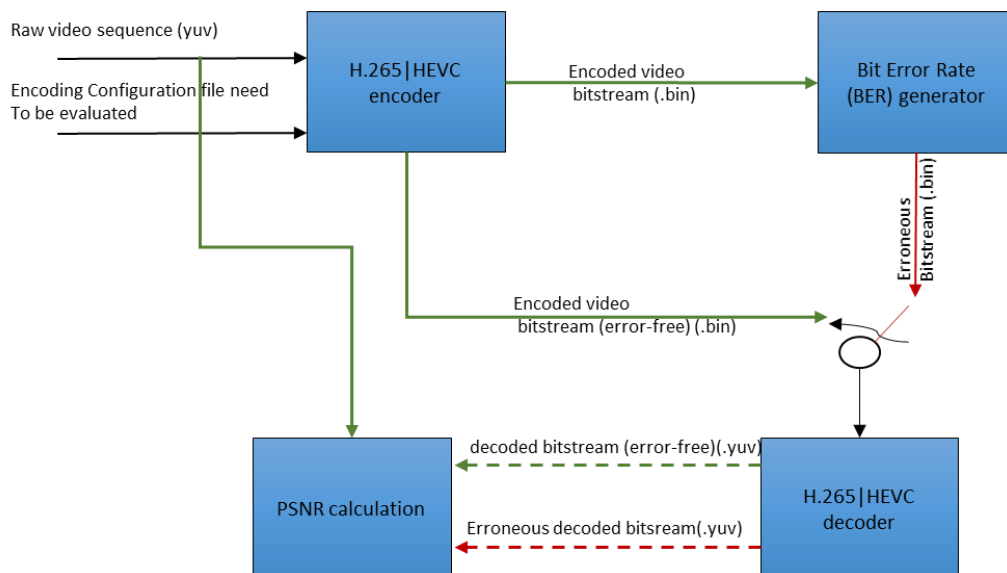 Raw video sequence (yuv)
Encoding Configuration file need
To be evaluated
H.265|HEVC
encoder
Encoded video
bitstream (.bin)
Bit Error Rate
(BER) generator
Erroneous
Bitstream (.bin)
Encoded video
bitstream (error-free) (.bin)
decoded bitstream (error-free)(.yuv)
PSNR calculation
H.265|HEVC
decoder
Erroneous decoded bitsream(.yuv)